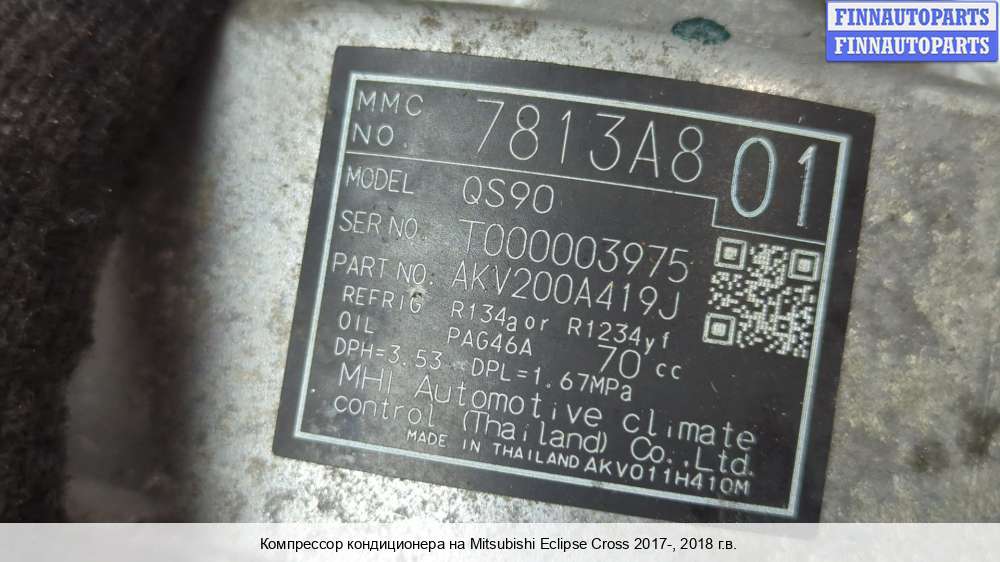 FINNAUTOPARTS
FINNAUTOPARTS
MMC NO. 7813A801
MODEL QS90
SER NO. T000003975
PART NO. AKV200A419J
REFRIG R134a or R1234yf
OIL PAG46A 70 cc
DPH=3.53 DPL=1.67MPa
MHI Automotive climate
control (Thailand) Co.,Ltd.
MADE IN THAILAND AKV011H410M
Компрессор кондиционера на Mitsubishi Eclipse Cross 2017-, 2018 г.в.